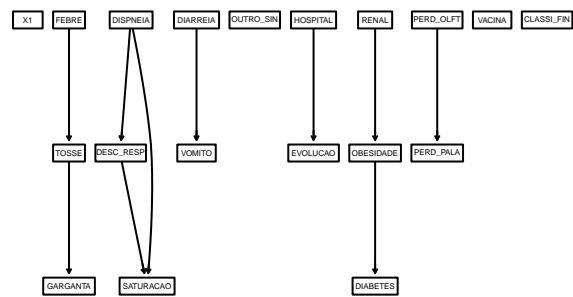 X1 FEBRE DISPNEIA DIARREIA OUTRO_SIN HOSPITAL RENAL PERD_OLFT VACINA CLASSI_FIN
TOSSE DESC_RESP VOMITO EVOLUCAO OBESIDADE PERD_PALA
GARGANTA SATURACAO DIABETES